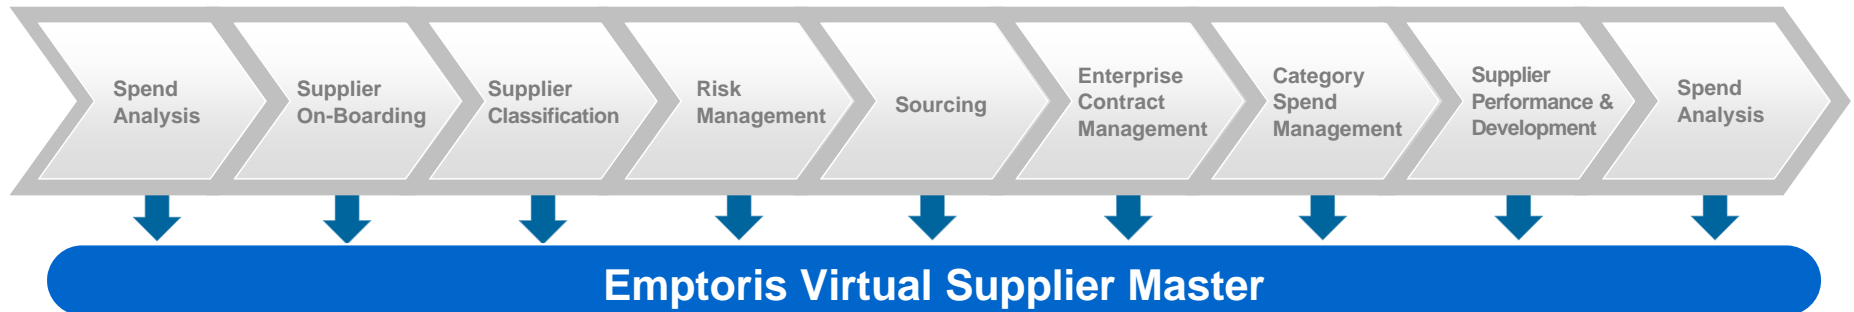 Spend
Analysis
Supplier
On-Boarding
Supplier
Classification
Risk
Management
Sourcing
Enterprise
Contract
Management
Category
Spend
Management
Supplier
Performance &
Development
Spend
Analysis
Emptoris Virtual Supplier Master